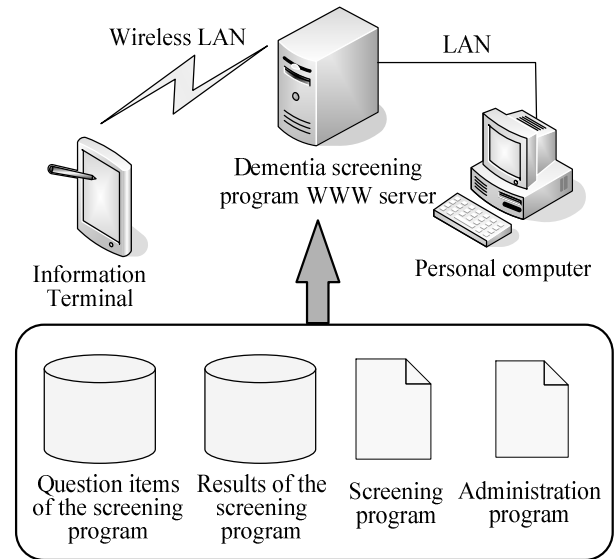 Wireless LAN
LAN
Dementia screening
program WWW server
Information
Terminal
Personal computer
Question items
of the screening
program
Results of the
screening
program
Screening
program
Administration
program